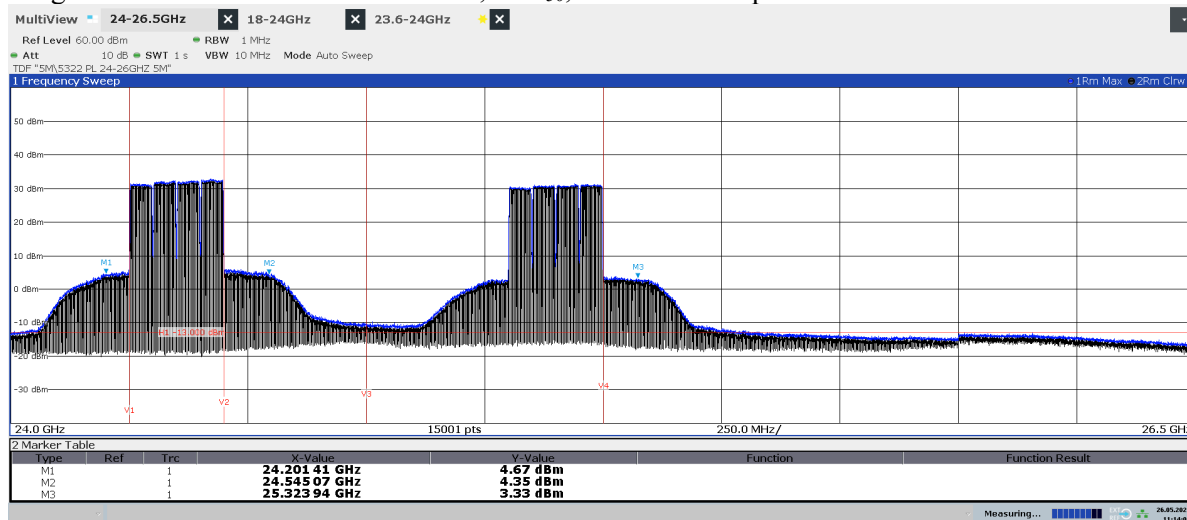 MultiView 24-26.5GHz 18-24GHz 23.6-24GHz
Ref Level 60.00 dBm RBW 1 MHz
Att 10 dB SWT 1 s VBW 10 MHz Mode Auto Sweep
TDF "5M\5322 PL 24-26GHZ 5M"
1 Frequency Sweep 1Rm Max 2Rm Clrw
50 dBm
40 dBm
30 dBm
20 dBm
10 dBm
M1 M2 M3
0 dBm
-10 dBm
H1 -13.000 dBm
-20 dBm
-30 dBm
V1 V2 V3 V4
24.0 GHz 15001 pts 250.0 MHz/ 26.5 GH
2 Marker Table
Type Ref Trc X-Value Y-Value Function Function Result
M1 1 24.201 41 GHz 4.67 dBm
M2 1 24.545 07 GHz 4.35 dBm
M3 1 25.323 94 GHz 3.33 dBm
Measuring...